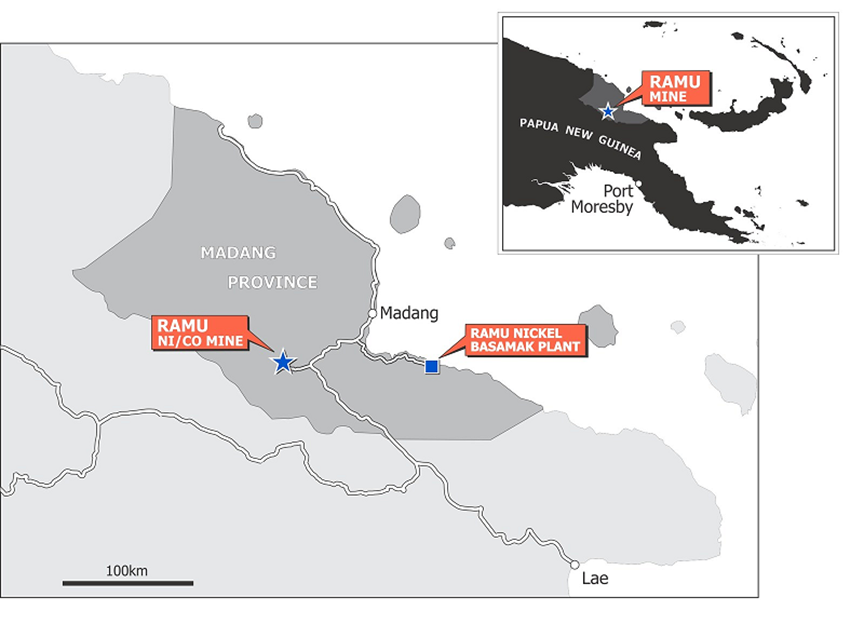 RAMU
MINE
PAPUA NEW GUINEA
Port
Moresby
MADANG
PROVINCE
Madang
RAMU
NI/CO MINE
RAMU NICKEL
BASAMAK PLANT
100km
Lae